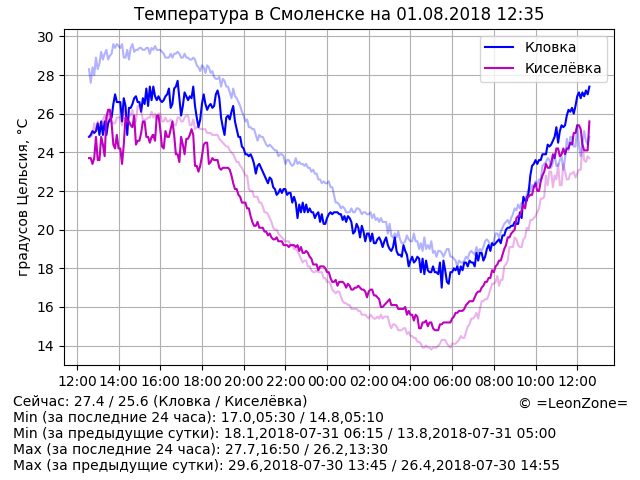 Температура в Смоленске на 01.08.2018 12:35
градусов Цельсия, °C
30
28
26
24
22
20
18
16
14
Кловка
Киселёвка
12:00 14:00 16:00 18:00 20:00 22:00 00:00 02:00 04:00 06:00 08:00 10:00 12:00
Сейчас: 27.4 / 25.6 (Кловка / Киселёвка)
© =LeonZone=
Min (за последние 24 часа): 17.0,05:30 / 14.8,05:10
Min (за предыдущие сутки): 18.1,2018-07-31 06:15 / 13.8,2018-07-31 05:00
Max (за последние 24 часа): 27.7,16:50 / 26.2,13:30
Max (за предыдущие сутки): 29.6,2018-07-30 13:45 / 26.4,2018-07-30 14:55